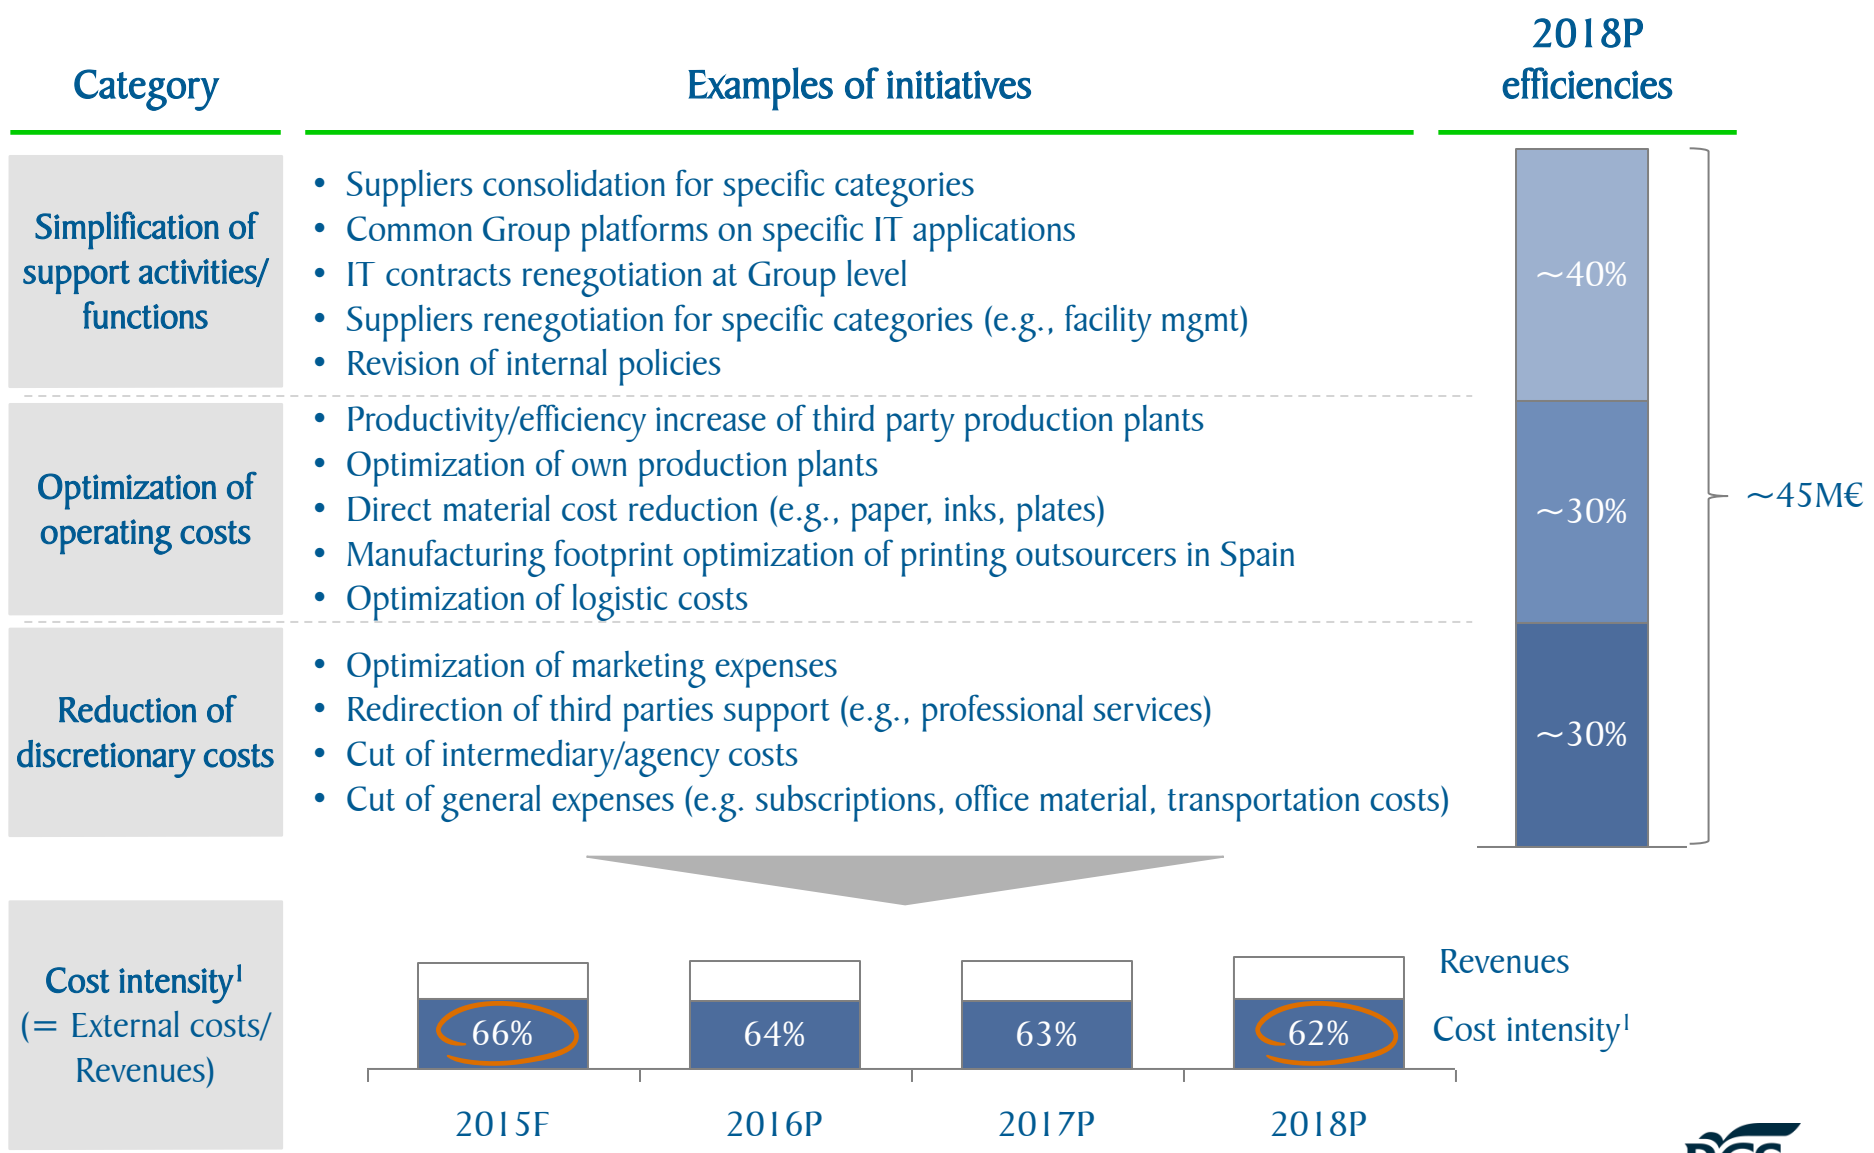 Category
Examples of initiatives
2018P
efficiencies
Simplification of
support activities/
functions
• Suppliers consolidation for specific categories
• Common Group platforms on specific IT applications
• IT contracts renegotiation at Group level
• Suppliers renegotiation for specific categories (e.g., facility mgmt)
• Revision of internal policies
~40%
Optimization of
operating costs
• Productivity/efficiency increase of third party production plants
• Optimization of own production plants
• Direct material cost reduction (e.g., paper, inks, plates)
• Manufacturing footprint optimization of printing outsourcers in Spain
• Optimization of logistic costs
~30%
~45M€
Reduction of
discretionary costs
• Optimization of marketing expenses
• Redirection of third parties support (e.g., professional services)
• Cut of intermediary/agency costs
• Cut of general expenses (e.g. subscriptions, office material, transportation costs)
~30%
Cost intensity¹
(= External costs/
Revenues)
Revenues
66% 64% 63% 62%
Cost intensity¹
2015F 2016P 2017P 2018P